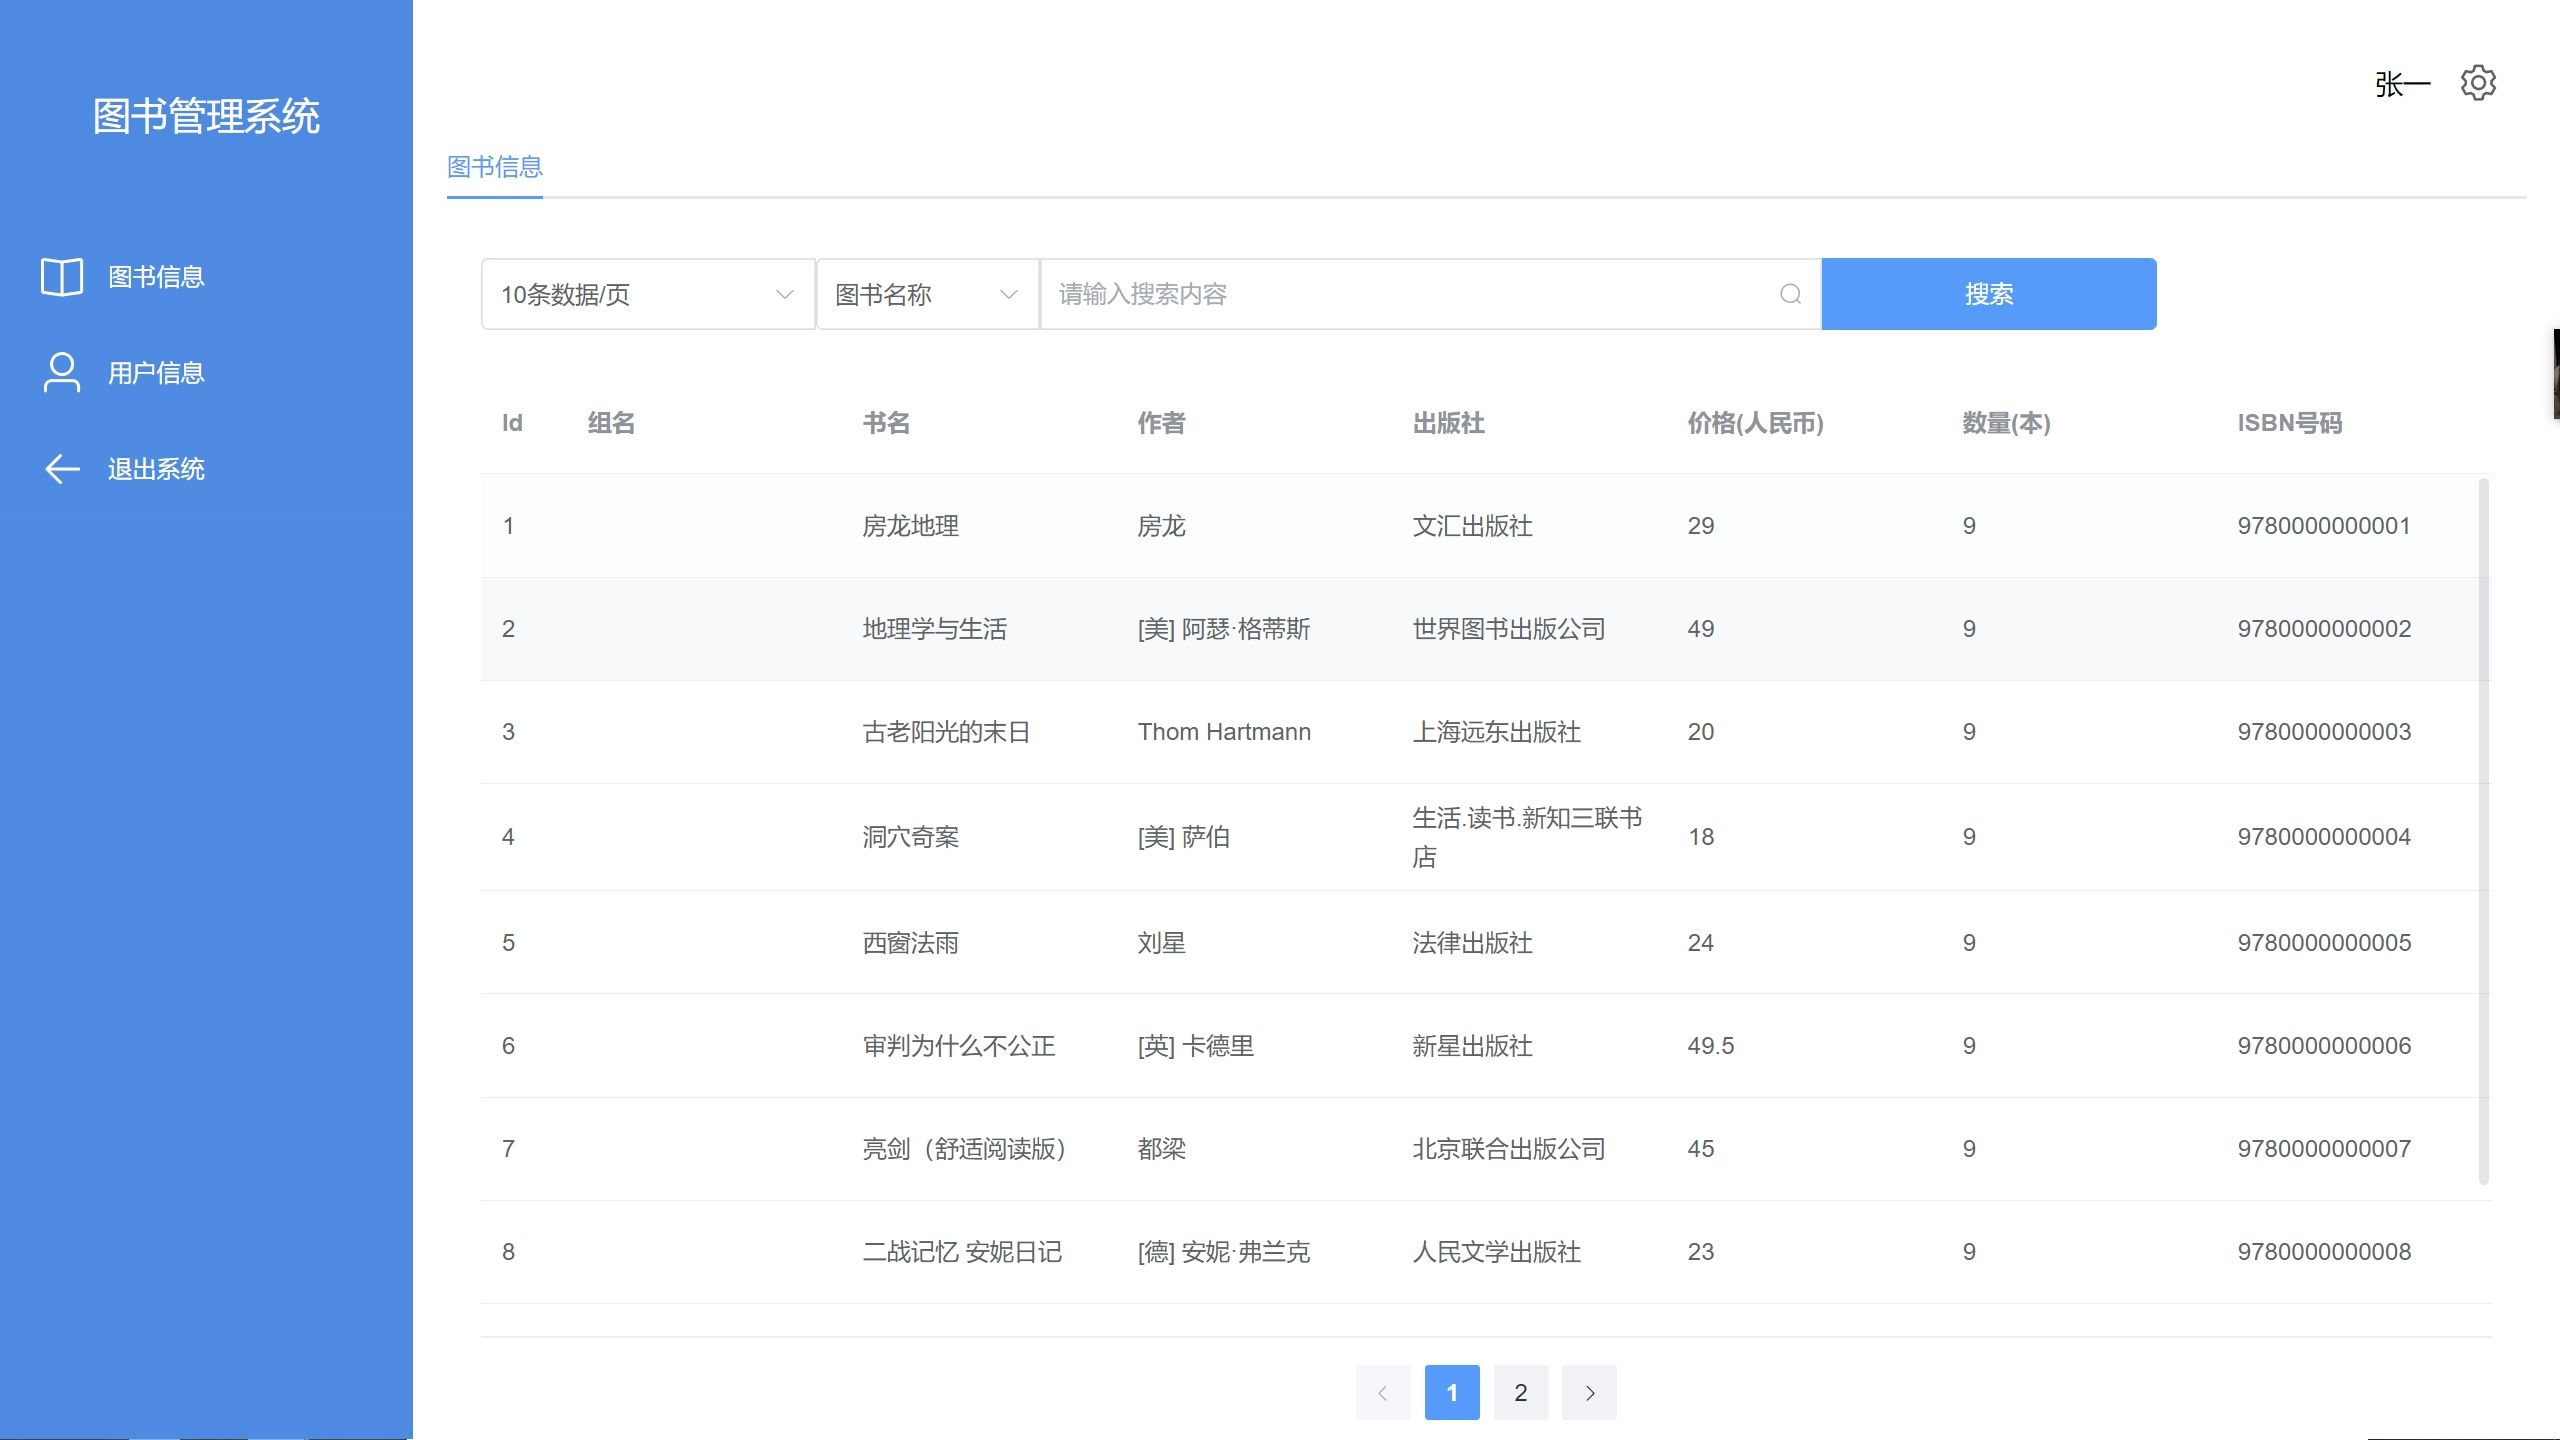 图书管理系统
图书信息
用户信息
退出系统
张一
图书信息
10条数据/页 图书名称 请输入搜索内容 搜索
Id 组名 书名 作者 出版社 价格(人民币) 数量(本) ISBN号码
1 房龙地理 房龙 文汇出版社 29 9 9780000000001
2 地理学与生活 [美] 阿瑟·格蒂斯 世界图书出版公司 49 9 9780000000002
3 古老阳光的末日 Thom Hartmann 上海远东出版社 20 9 9780000000003
4 洞穴奇案 [美] 萨伯 生活.读书.新知三联书店 18 9 9780000000004
5 西窗法雨 刘星 法律出版社 24 9 9780000000005
6 审判为什么不公正 [英] 卡德里 新星出版社 49.5 9 9780000000006
7 亮剑（舒适阅读版） 都梁 北京联合出版公司 45 9 9780000000007
8 二战记忆 安妮日记 [德] 安妮·弗兰克 人民文学出版社 23 9 9780000000008
1 2